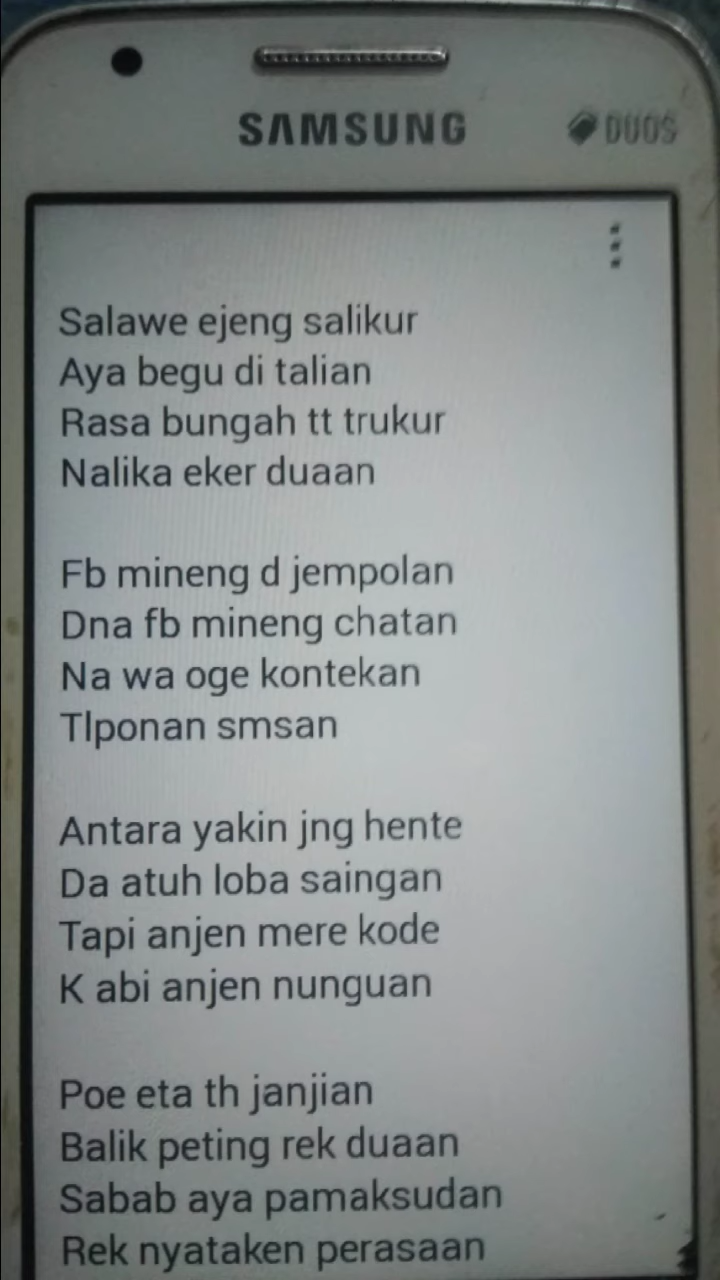 SAMSUNG
DUOS
Salawe ejeng salikur
Aya begu di talian
Rasa bungah tt trukur
Nalika eker duaan
Fb mineng d jempolan
Dna fb mineng chatan
Na wa oge kontekan
Tlponan smsan
Antara yakin jng hente
Da atuh loba saingan
Tapi anjen mere kode
K abi anjen nunguan
Poe eta th janjian
Balik peting rek duaan
Sabab aya pamaksudan
Rek nyataken perasaan